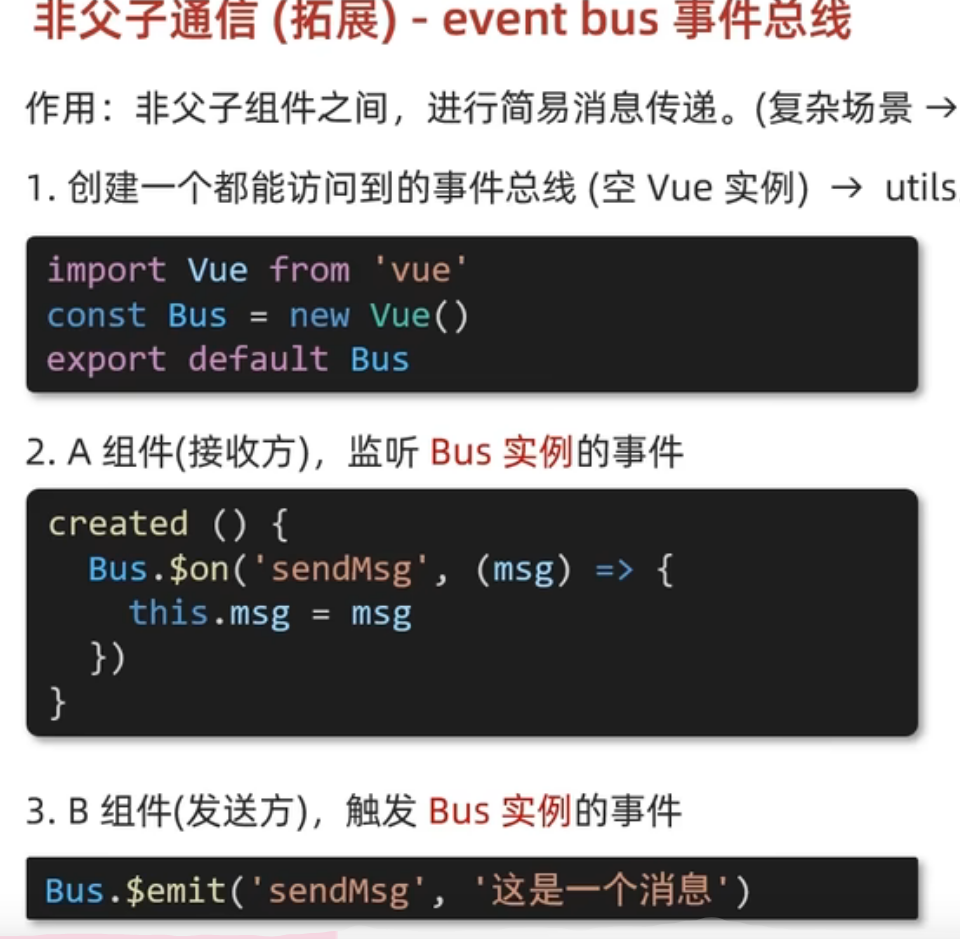 非父子通信 (拓展) - event bus 事件总线
作用：非父子组件之间，进行简易消息传递。(复杂场景 →
1. 创建一个都能访问到的事件总线 (空 Vue 实例) → utils
import Vue from 'vue'
const Bus = new Vue()
export default Bus
2. A 组件(接收方)，监听 Bus 实例的事件
created () {
  Bus.$on('sendMsg', (msg) => {
    this.msg = msg
  })
}
3. B 组件(发送方)，触发 Bus 实例的事件
Bus.$emit('sendMsg', '这是一个消息')